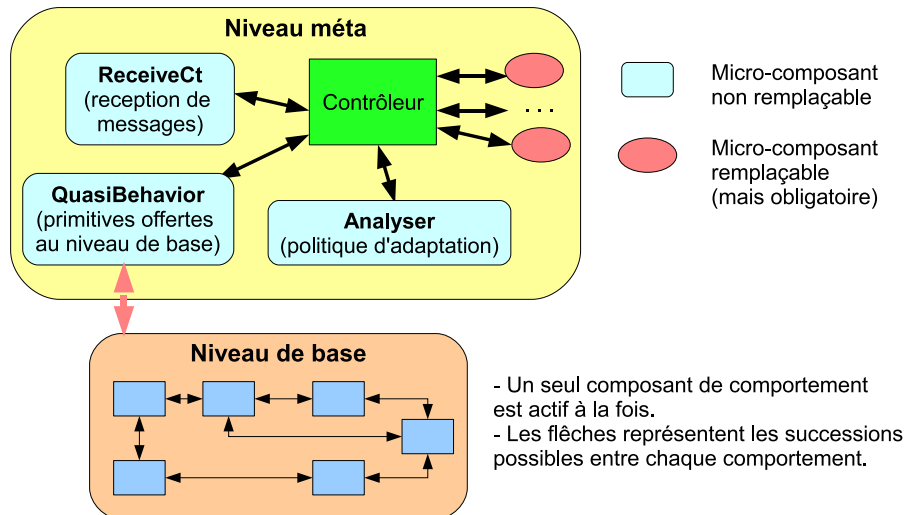 Niveau méta
ReceiveCt
(reception de
messages)
Contrôleur
. . .
QuasiBehavior
(primitives offertes
au niveau de base)
Analyser
(politique d'adaptation)
Micro-composant
non remplaçable
Micro-composant
remplaçable
(mais obligatoire)
Niveau de base
- Un seul composant de comportement
est actif à la fois.
- Les flêches représentent les successions
possibles entre chaque comportement.